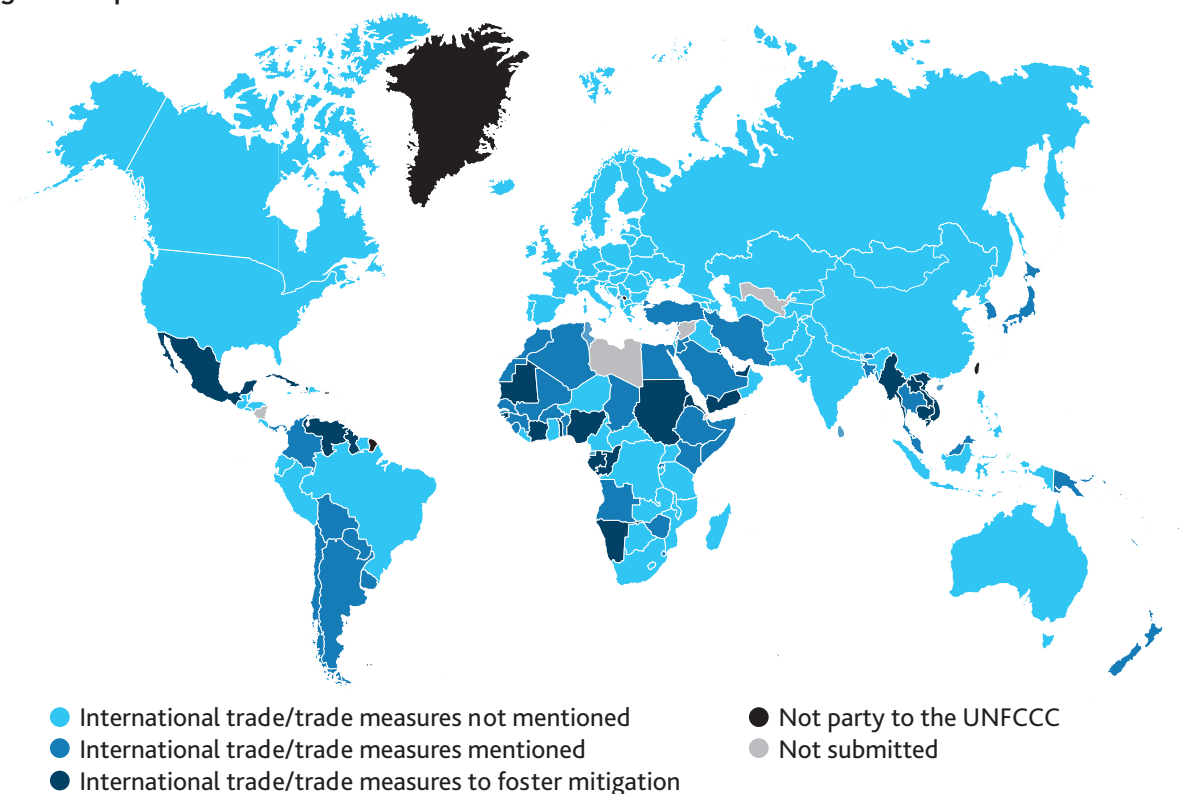 International trade/trade measures not mentioned
International trade/trade measures mentioned
International trade/trade measures to foster mitigation
Not party to the UNFCCC
Not submitted